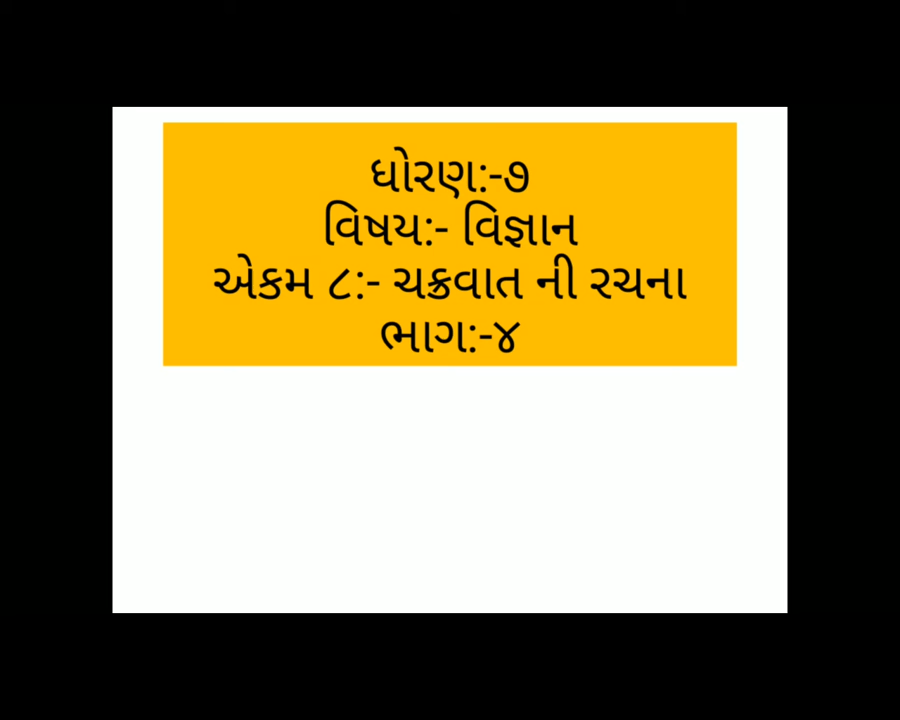 ધોરણ:-૭
વિષય:- વિજ્ઞાન
એકમ ૮:- ચક્રવાત ની રચના
ભાગ:-૪